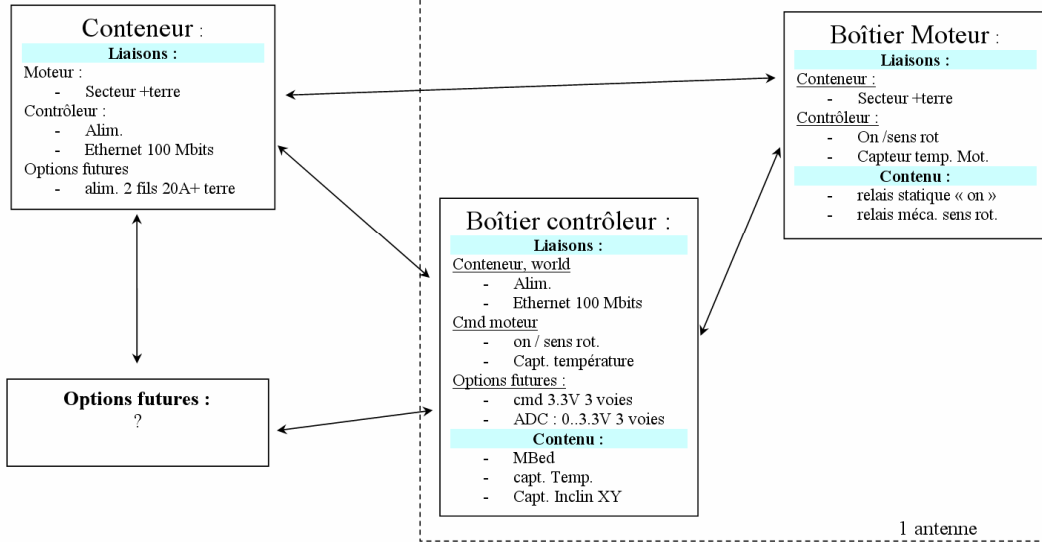 Conteneur :
Liaisons :
Moteur :
- Secteur +terre
Contrôleur :
- Alim.
- Ethernet 100 Mbits
Options futures
- alim. 2 fils 20A+ terre
Boîtier Moteur :
Liaisons :
Conteneur :
- Secteur +terre
Contrôleur :
- On /sens rot
- Capteur temp. Mot.
Contenu :
- relais statique « on »
- relais méca. sens rot.
Boîtier contrôleur :
Liaisons :
Conteneur, world
- Alim.
- Ethernet 100 Mbits
Cmd moteur
- on / sens rot.
- Capt. température
Options futures :
- cmd 3.3V 3 voies
- ADC : 0..3.3V 3 voies
Contenu :
- MBed
- capt. Temp.
- Capt. Inclin XY
Options futures :
?
1 antenne